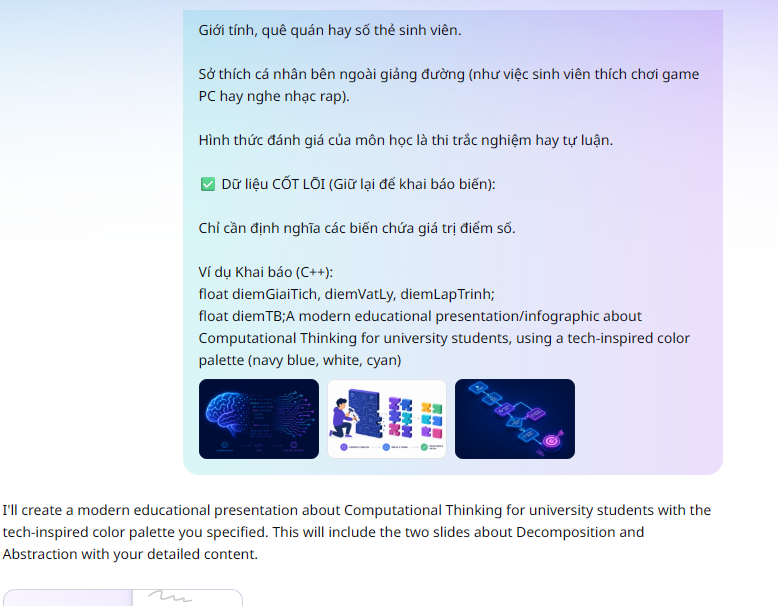 Giới tính, quê quán hay số thẻ sinh viên.
Sở thích cá nhân bên ngoài giảng đường (như việc sinh viên thích chơi game
PC hay nghe nhạc rap).
Hình thức đánh giá của môn học là thi trắc nghiệm hay tự luận.
✅ Dữ liệu CỐT LÕI (Giữ lại để khai báo biến):
Chỉ cần định nghĩa các biến chứa giá trị điểm số.
Ví dụ Khai báo (C++):
float diemGiaiTich, diemVatLy, diemLapTrinh;
float diemTB;A modern educational presentation/infographic about
Computational Thinking for university students, using a tech-inspired color
palette (navy blue, white, cyan)
I'll create a modern educational presentation about Computational Thinking for university students with the
tech-inspired color palette you specified. This will include the two slides about Decomposition and
Abstraction with your detailed content.